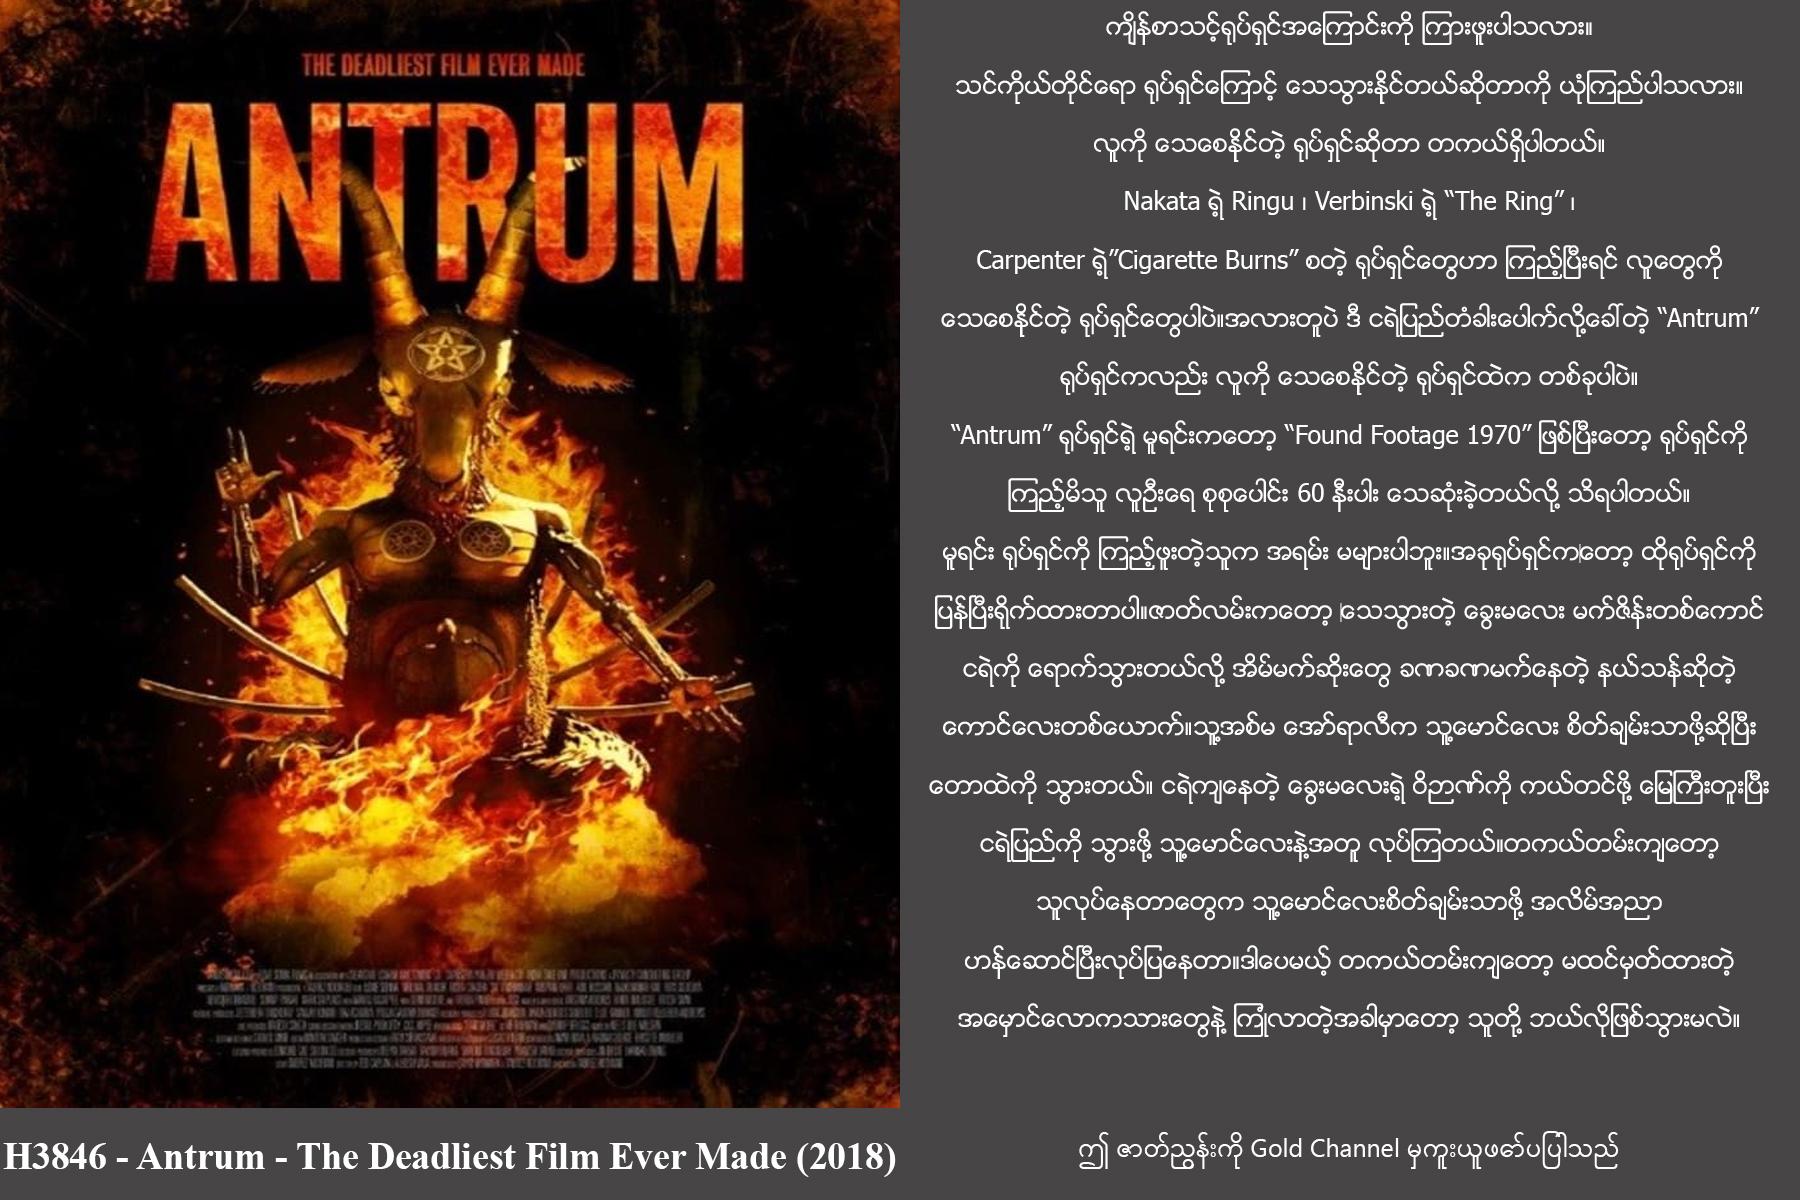 THE DEADLIEST FILM EVER MADE
ANTRUM
H3846 - Antrum - The Deadliest Film Ever Made (2018)
ကျိန်စာသင့်ရုပ်ရှင်အကြောင်းကို ကြားဖူးပါသလား။
သင်ကိုယ်တိုင်ရော ရုပ်ရှင်ကြောင့် သေသွားနိုင်တယ်ဆိုတာကို ယုံကြည်ပါသလား။
လူကို သေစေနိုင်တဲ့ ရုပ်ရှင်ဆိုတာ တကယ်ရှိပါတယ်။
Nakata ရဲ့ Ringu ၊ Verbinski ရဲ့ “The Ring” ၊
Carpenter ရဲ့”Cigarette Burns” စတဲ့ ရုပ်ရှင်တွေဟာ ကြည့်ပြီးရင် လူတွေကို
သေစေနိုင်တဲ့ ရုပ်ရှင်တွေပါပဲ။အလားတူပဲ ဒီ ငရဲပြည်တံခါးပေါက်လို့ခေါ်တဲ့ “Antrum”
ရုပ်ရှင်ကလည်း လူကို သေစေနိုင်တဲ့ ရုပ်ရှင်ထဲက တစ်ခုပါပဲ။
“Antrum” ရုပ်ရှင်ရဲ့ မူရင်းကတော့ “Found Footage 1970” ဖြစ်ပြီးတော့ ရုပ်ရှင်ကို
ကြည့်မိသူ လူဦးရေ စုစုပေါင်း 60 နီးပါး သေဆုံးခဲ့တယ်လို့ သိရပါတယ်။
မူရင်း ရုပ်ရှင်ကို ကြည့်ဖူးတဲ့သူက အရမ်း မများပါဘူး။အခုရုပ်ရှင်ကတော့ ထိုရုပ်ရှင်ကို
ပြန်ပြီးရိုက်ထားတာပါ။ဇာတ်လမ်းကတော့ သေသွားတဲ့ ခွေးမလေး မက်ဇိန်းတစ်ကောင်
ငရဲကို ရောက်သွားတယ်လို့ အိမ်မက်ဆိုးတွေ ခဏခဏမက်နေတဲ့ နယ်သန်ဆိုတဲ့
ကောင်လေးတစ်ယောက်။သူ့အစ်မ အော်ရာလီက သူ့မောင်လေး စိတ်ချမ်းသာဖို့ဆိုပြီး
တောထဲကို သွားတယ်။ ငရဲကျနေတဲ့ ခွေးမလေးရဲ့ ဝိဉာဏ်ကို ကယ်တင်ဖို့ မြေကြီးတူးပြီး
ငရဲပြည်ကို သွားဖို့ သူ့မောင်လေးနဲ့အတူ လုပ်ကြတယ်။တကယ်တမ်းကျတော့
သူလုပ်နေတာတွေက သူ့မောင်လေးစိတ်ချမ်းသာဖို့ အလိမ်အညာ
ဟန်ဆောင်ပြီးလုပ်ပြနေတာ။ဒါပေမယ့် တကယ်တမ်းကျတော့ မထင်မှတ်ထားတဲ့
အမှောင်လောကသားတွေနဲ့ ကြုံလာတဲ့အခါမှာတော့ သူတို့ ဘယ်လိုဖြစ်သွားမလဲ။
ဤ ဇာတ်ညွှန်းကို Gold Channel မှကူးယူဖော်ပြပါသည်